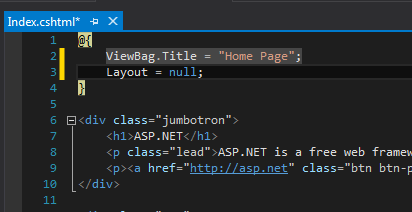 Index.cshtml*
1 @{
2 ViewBag.Title = "Home Page";
3 Layout = null;
4 }
5
6 <div class="jumbotron">
7 <h1>ASP.NET</h1>
8 <p class="lead">ASP.NET is a free web framew
9 <p><a href="http://asp.net" class="btn btn-p
10 </div>
11